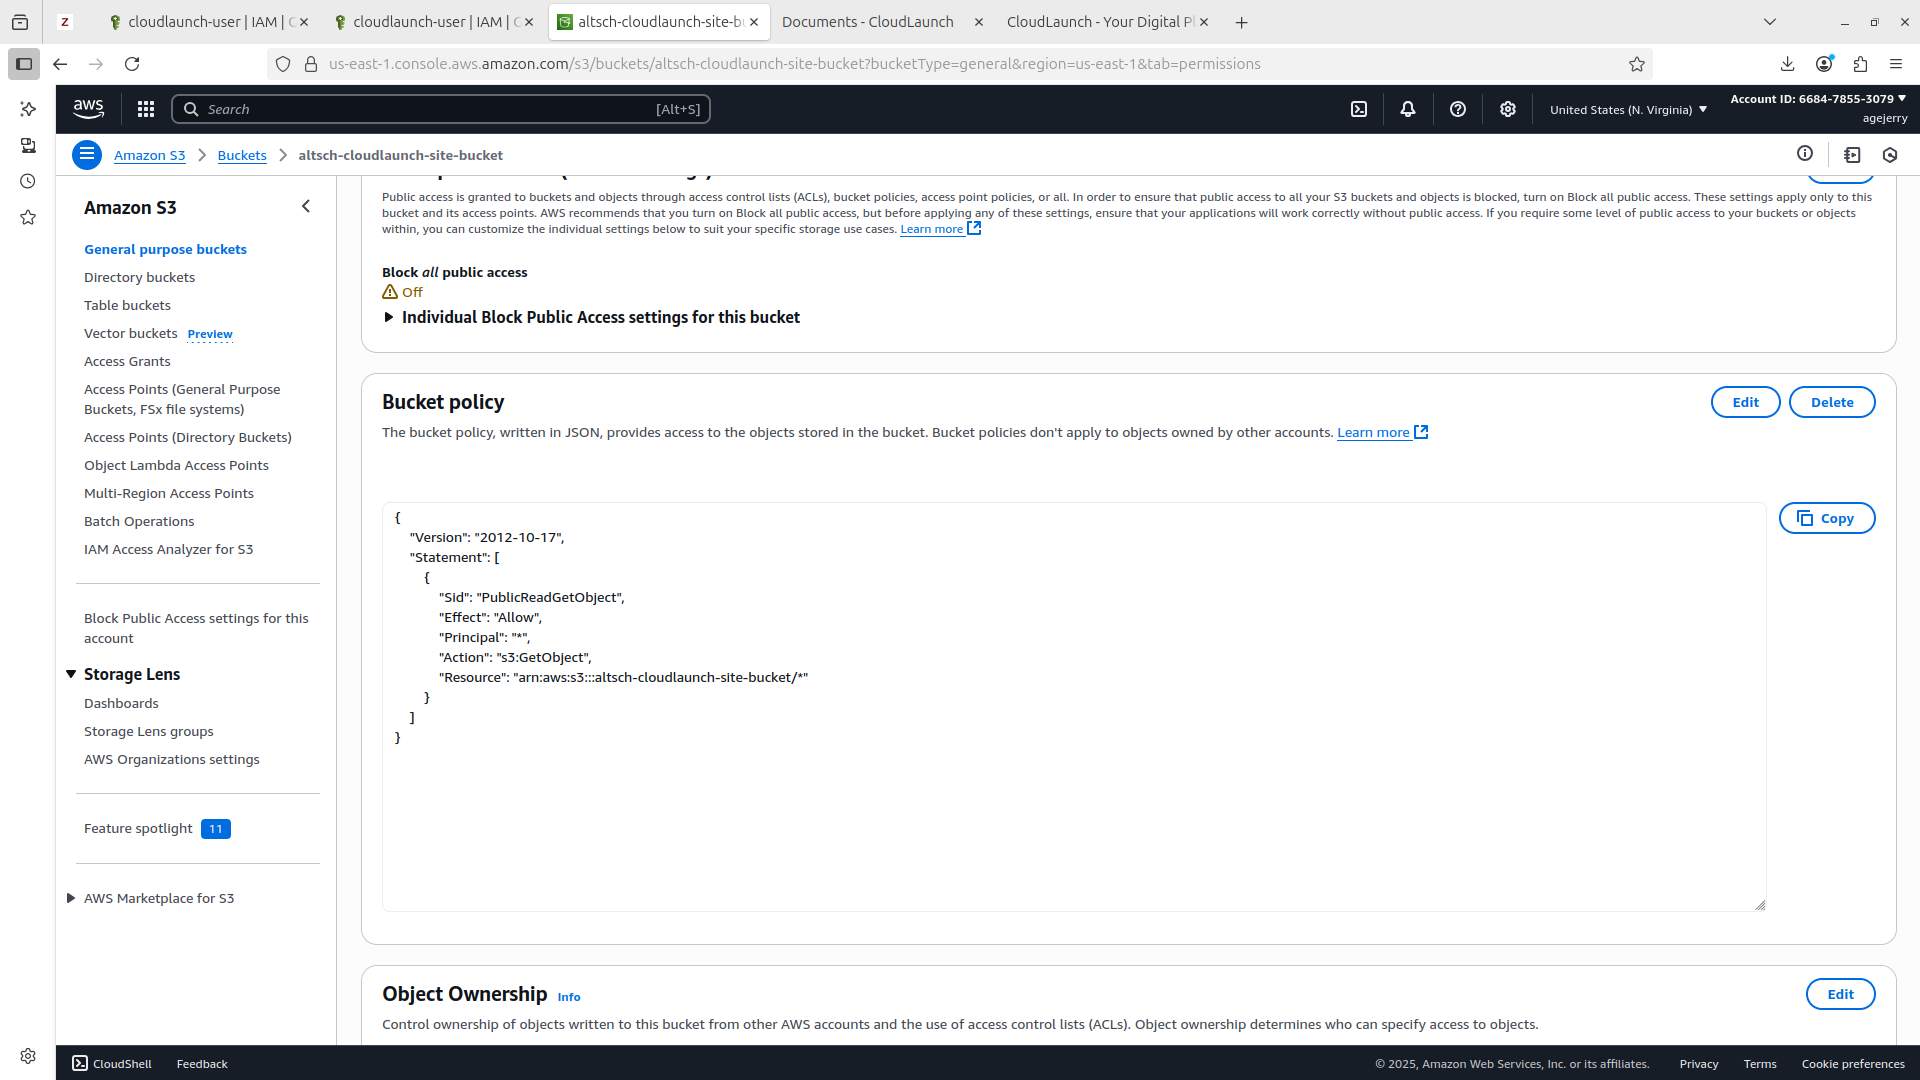 Z
cloudlaunch-user | IAM | G
cloudlaunch-user | IAM | G
altsch-cloudlaunch-site-b
Documents - CloudLaunch
CloudLaunch - Your Digital Pl
us-east-1.console.aws.amazon.com/s3/buckets/altsch-cloudlaunch-site-bucket?bucketType=general&region=us-east-1&tab=permissions
aws
Search
[Alt+S]
United States (N. Virginia)
Account ID: 6684-7855-3079
agejerry
Amazon S3
Buckets
altsch-cloudlaunch-site-bucket
Amazon S3
General purpose buckets
Directory buckets
Table buckets
Vector buckets Preview
Access Grants
Access Points (General Purpose
Buckets, FSx file systems)
Access Points (Directory Buckets)
Object Lambda Access Points
Multi-Region Access Points
Batch Operations
IAM Access Analyzer for S3
Block Public Access settings for this
account
Storage Lens
Dashboards
Storage Lens groups
AWS Organizations settings
Feature spotlight 11
AWS Marketplace for S3
Public access is granted to buckets and objects through access control lists (ACLs), bucket policies, access point policies, or all. In order to ensure that public access to all your S3 buckets and objects is blocked, turn on Block all public access. These settings apply only to this
bucket and its access points. AWS recommends that you turn on Block all public access, but before applying any of these settings, ensure that your applications will work correctly without public access. If you require some level of public access to your buckets or objects
within, you can customize the individual settings below to suit your specific storage use cases. Learn more
Block all public access
Off
Individual Block Public Access settings for this bucket
Bucket policy
Edit
Delete
The bucket policy, written in JSON, provides access to the objects stored in the bucket. Bucket policies don't apply to objects owned by other accounts. Learn more
Copy
{
"Version": "2012-10-17",
"Statement": [
{
"Sid": "PublicReadGetObject",
"Effect": "Allow",
"Principal": "*",
"Action": "s3:GetObject",
"Resource": "arn:aws:s3:::altsch-cloudlaunch-site-bucket/*"
}
]
}
Object Ownership Info
Edit
Control ownership of objects written to this bucket from other AWS accounts and the use of access control lists (ACLs). Object ownership determines who can specify access to objects.
CloudShell
Feedback
© 2025, Amazon Web Services, Inc. or its affiliates.
Privacy
Terms
Cookie preferences